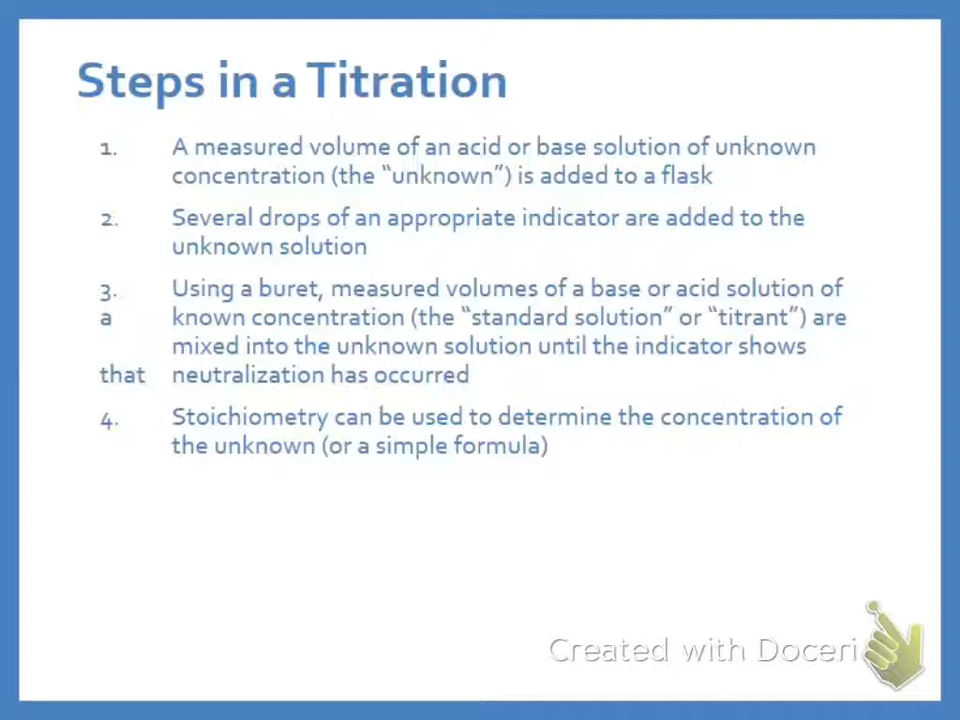 Steps in a Titration
1. A measured volume of an acid or base solution of unknown
concentration (the “unknown”) is added to a flask
2. Several drops of an appropriate indicator are added to the
unknown solution
3. Using a buret, measured volumes of a base or acid solution of
a known concentration (the “standard solution” or “titrant”) are
mixed into the unknown solution until the indicator shows
that neutralization has occurred
4. Stoichiometry can be used to determine the concentration of
the unknown (or a simple formula)
Created with Doceri